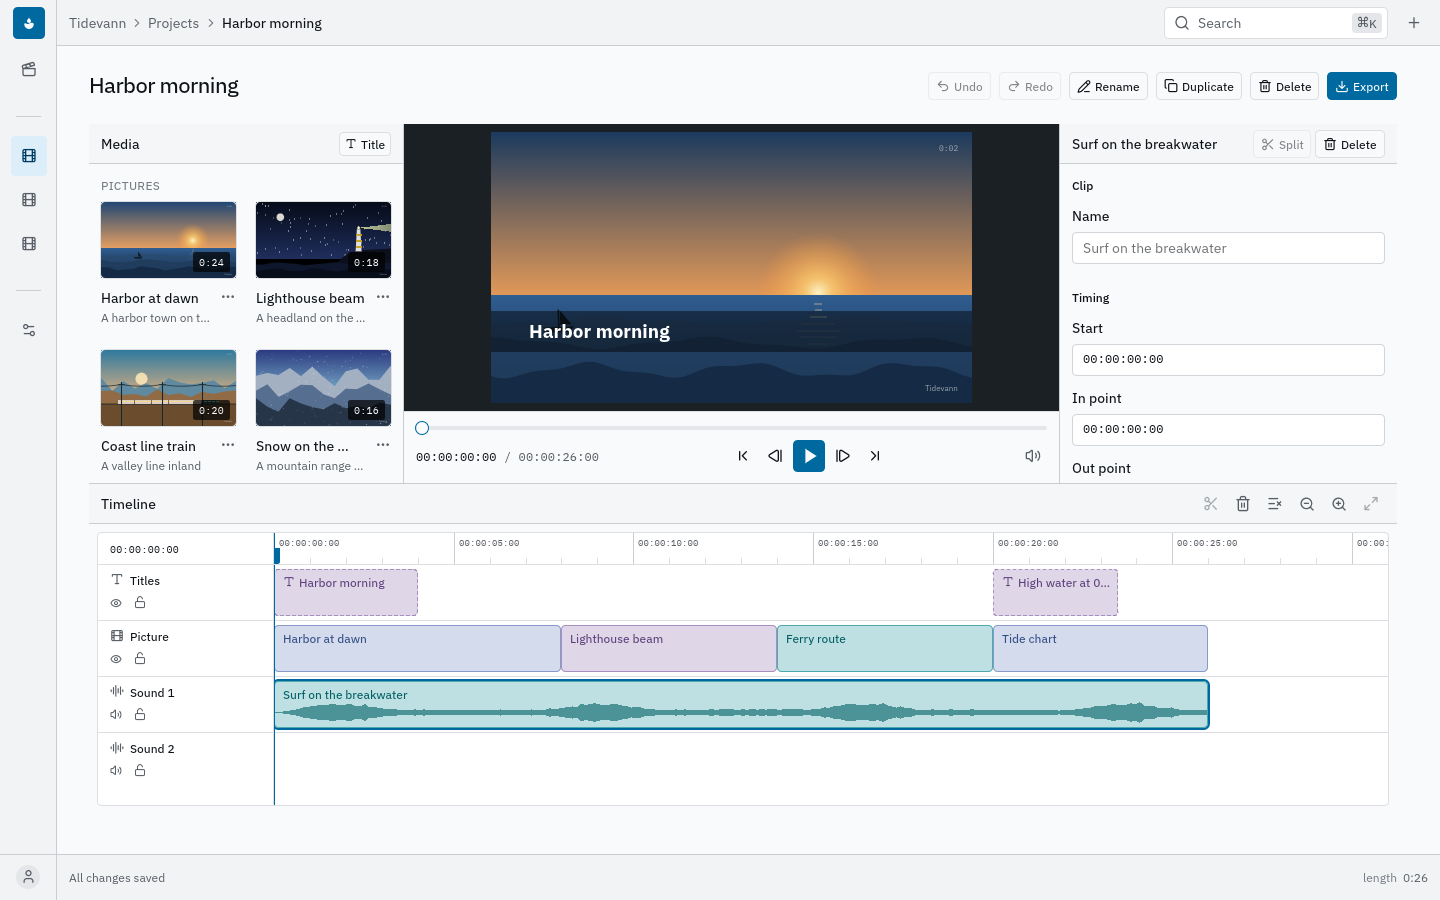 Tidevann
Projects
Harbor morning
Search
⌘K
Harbor morning
Undo
Redo
Rename
Duplicate
Delete
Export
Media
Title
PICTURES
0:24
0:18
Harbor at dawn
Lighthouse beam
A harbor town on t...
A headland on the ...
0:20
0:16
Coast line train
Snow on the ...
A valley line inland
A mountain range ...
0:02
Harbor morning
Tidevann
00:00:00:00 / 00:00:26:00
Surf on the breakwater
Split
Delete
Clip
Name
Surf on the breakwater
Timing
Start
00:00:00:00
In point
00:00:00:00
Out point
Timeline
00:00:00:00
00:00:00:00
00:00:05:00
00:00:10:00
00:00:15:00
00:00:20:00
00:00:25:00
00:00:
Titles
Harbor morning
High water at 0...
Picture
Harbor at dawn
Lighthouse beam
Ferry route
Tide chart
Sound 1
Surf on the breakwater
Sound 2
All changes saved
length 0:26